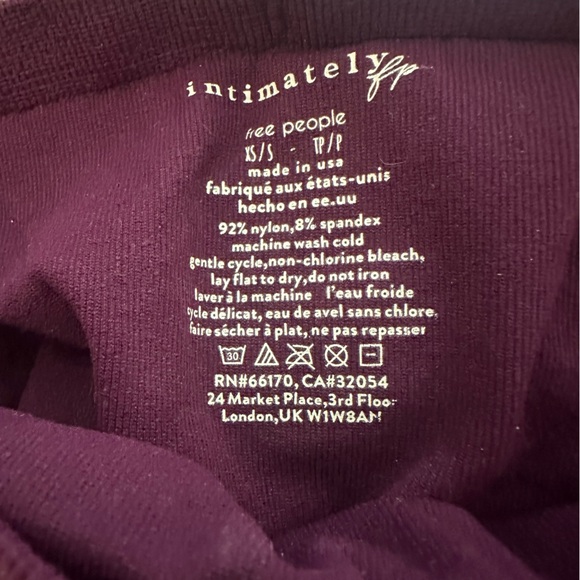 intimately fp
free people
XS/S - TP/P
made in usa
fabriqué aux états-unis
hecho en ee.uu
92% nylon,8% spandex
machine wash cold
gentle cycle,non-chlorine bleach,
lay flat to dry,do not iron
laver à la machine l'eau froide
cycle délicat, eau de avel sans chlore,
faire sécher à plat, ne pas repasser
30
RN#66170, CA#32054
24 Market Place,3rd Floor
London,UK W1W8AN